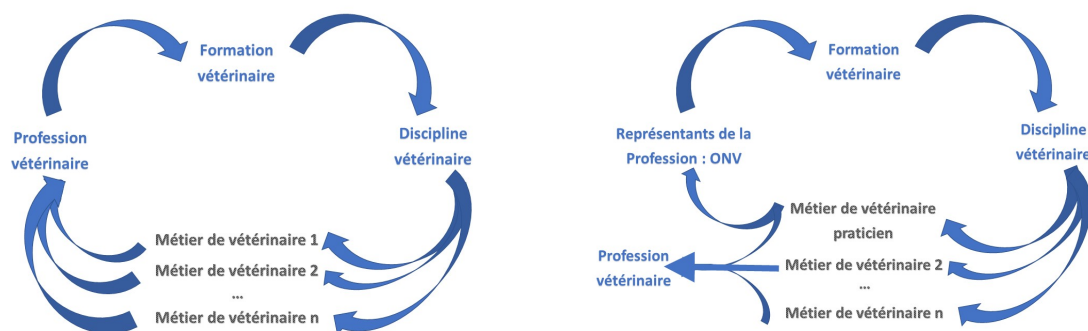 Formation
vétérinaire
Profession
vétérinaire
Discipline
vétérinaire
Métier de vétérinaire 1
Métier de vétérinaire 2
...
Métier de vétérinaire n
Formation
vétérinaire
Représentants de la
Profession : ONV
Discipline
vétérinaire
Métier de vétérinaire
praticien
Profession
vétérinaire
Métier de vétérinaire 2
...
Métier de vétérinaire n